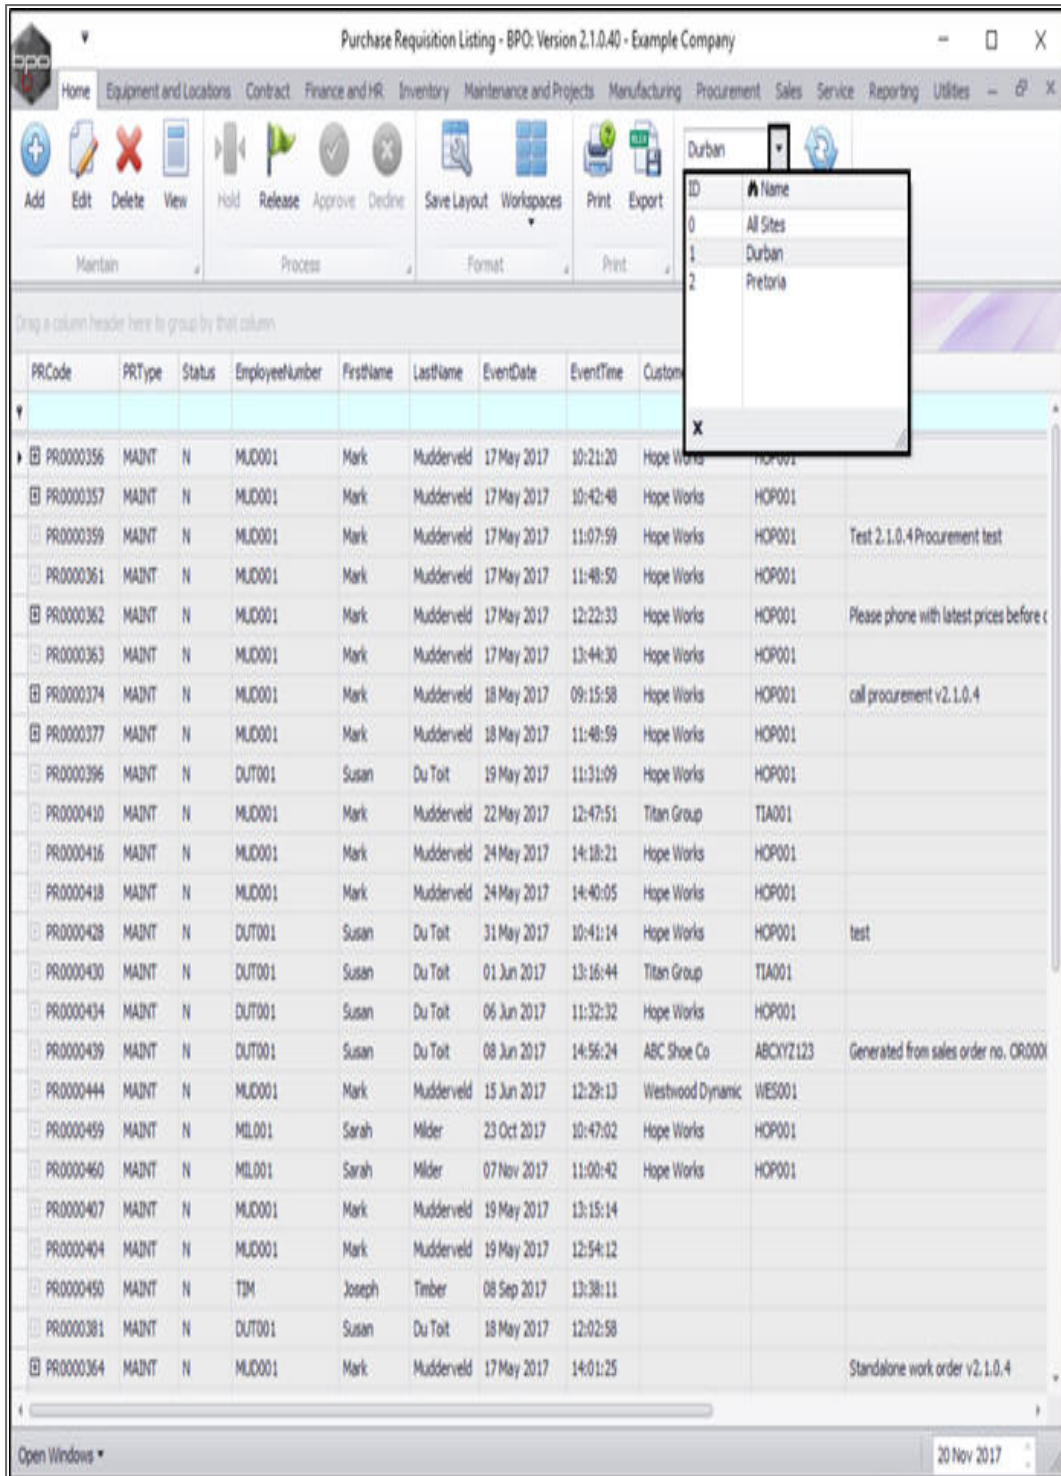 Purchase Requisition Listing - BPO: Version 2.1.0.40 - Example Company
bpo
Home Equipment and Locations Contract Finance and HR Inventory Maintenance and Projects Manufacturing Procurement Sales Service Reporting Utilities
Durban
Add Edit Delete View Hold Release Approve Decline Save Layout Workspaces Print Export
Maintain Process Format Print
ID Name
0 All Sites
1 Durban
2 Pretoria
Drag a column header here to group by that column
PRCode PRType Status EmployeeNumber FirstName LastName EventDate EventTime Custom
PR0000356 MAINT N MUD001 Mark Mudderveld 17 May 2017 10:21:20 Hope Works HOP001
PR0000357 MAINT N MUD001 Mark Mudderveld 17 May 2017 10:42:48 Hope Works HOP001
PR0000359 MAINT N MUD001 Mark Mudderveld 17 May 2017 11:07:59 Hope Works HOP001 Test 2.1.0.4 Procurement test
PR0000361 MAINT N MUD001 Mark Mudderveld 17 May 2017 11:48:50 Hope Works HOP001
PR0000362 MAINT N MUD001 Mark Mudderveld 17 May 2017 12:22:33 Hope Works HOP001 Please phone with latest prices before
PR0000363 MAINT N MUD001 Mark Mudderveld 17 May 2017 13:44:30 Hope Works HOP001
PR0000374 MAINT N MUD001 Mark Mudderveld 18 May 2017 09:15:58 Hope Works HOP001 call procurement v2.1.0.4
PR0000377 MAINT N MUD001 Mark Mudderveld 18 May 2017 11:48:59 Hope Works HOP001
PR0000396 MAINT N DUT001 Susan Du Toit 19 May 2017 11:31:09 Hope Works HOP001
PR0000410 MAINT N MUD001 Mark Mudderveld 22 May 2017 12:47:51 Titan Group TIA001
PR0000416 MAINT N MUD001 Mark Mudderveld 24 May 2017 14:18:21 Hope Works HOP001
PR0000418 MAINT N MUD001 Mark Mudderveld 24 May 2017 14:40:05 Hope Works HOP001
PR0000428 MAINT N DUT001 Susan Du Toit 31 May 2017 10:41:14 Hope Works HOP001 test
PR0000430 MAINT N DUT001 Susan Du Toit 01 Jun 2017 13:16:44 Titan Group TIA001
PR0000434 MAINT N DUT001 Susan Du Toit 06 Jun 2017 11:32:32 Hope Works HOP001
PR0000439 MAINT N DUT001 Susan Du Toit 08 Jun 2017 14:56:24 ABC Shoe Co ABCXYZ123 Generated from sales order no. OR000
PR0000444 MAINT N MUD001 Mark Mudderveld 15 Jun 2017 12:29:13 Westwood Dynamic WES001
PR0000459 MAINT N MIL001 Sarah Milder 23 Oct 2017 10:47:02 Hope Works HOP001
PR0000460 MAINT N MIL001 Sarah Milder 07 Nov 2017 11:00:42 Hope Works HOP001
PR0000407 MAINT N MUD001 Mark Mudderveld 19 May 2017 13:15:14
PR0000404 MAINT N MUD001 Mark Mudderveld 19 May 2017 12:54:12
PR0000450 MAINT N TIM Joseph Timber 08 Sep 2017 13:38:11
PR0000381 MAINT N DUT001 Susan Du Toit 18 May 2017 12:02:58
PR0000364 MAINT N MUD001 Mark Mudderveld 17 May 2017 14:01:25 Standalone work order v2.1.0.4
Open Windows 20 Nov 2017